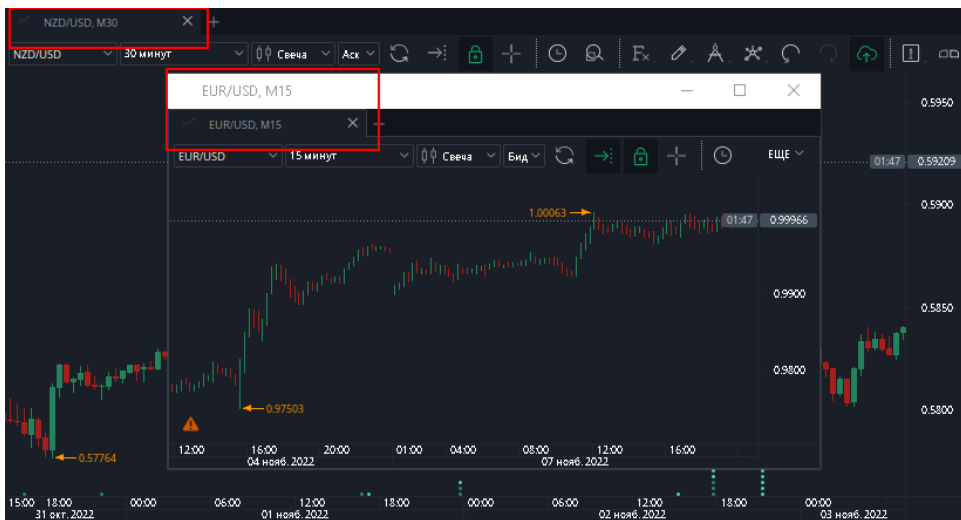 NZD/USD, M30
NZD/USD 30 минут Свеча Аск Fx
EUR/USD, M15
EUR/USD, M15
EUR/USD 15 минут Свеча Бид ЕЩЕ
0.5950
01:47 0.59209
0.5900
0.5850
0.5800
1.00063
01:47 0.99966
0.9900
0.9800
0.97503
12:00 16:00 20:00 01:00 04:00 08:00 12:00 16:00
04 нояб. 2022 07 нояб. 2022
0.57764
15:00 18:00 00:00 06:00 12:00 18:00 00:00 06:00 12:00 18:00 00:00
31 окт. 2022 01 нояб. 2022 02 нояб. 2022 03 нояб. 2022